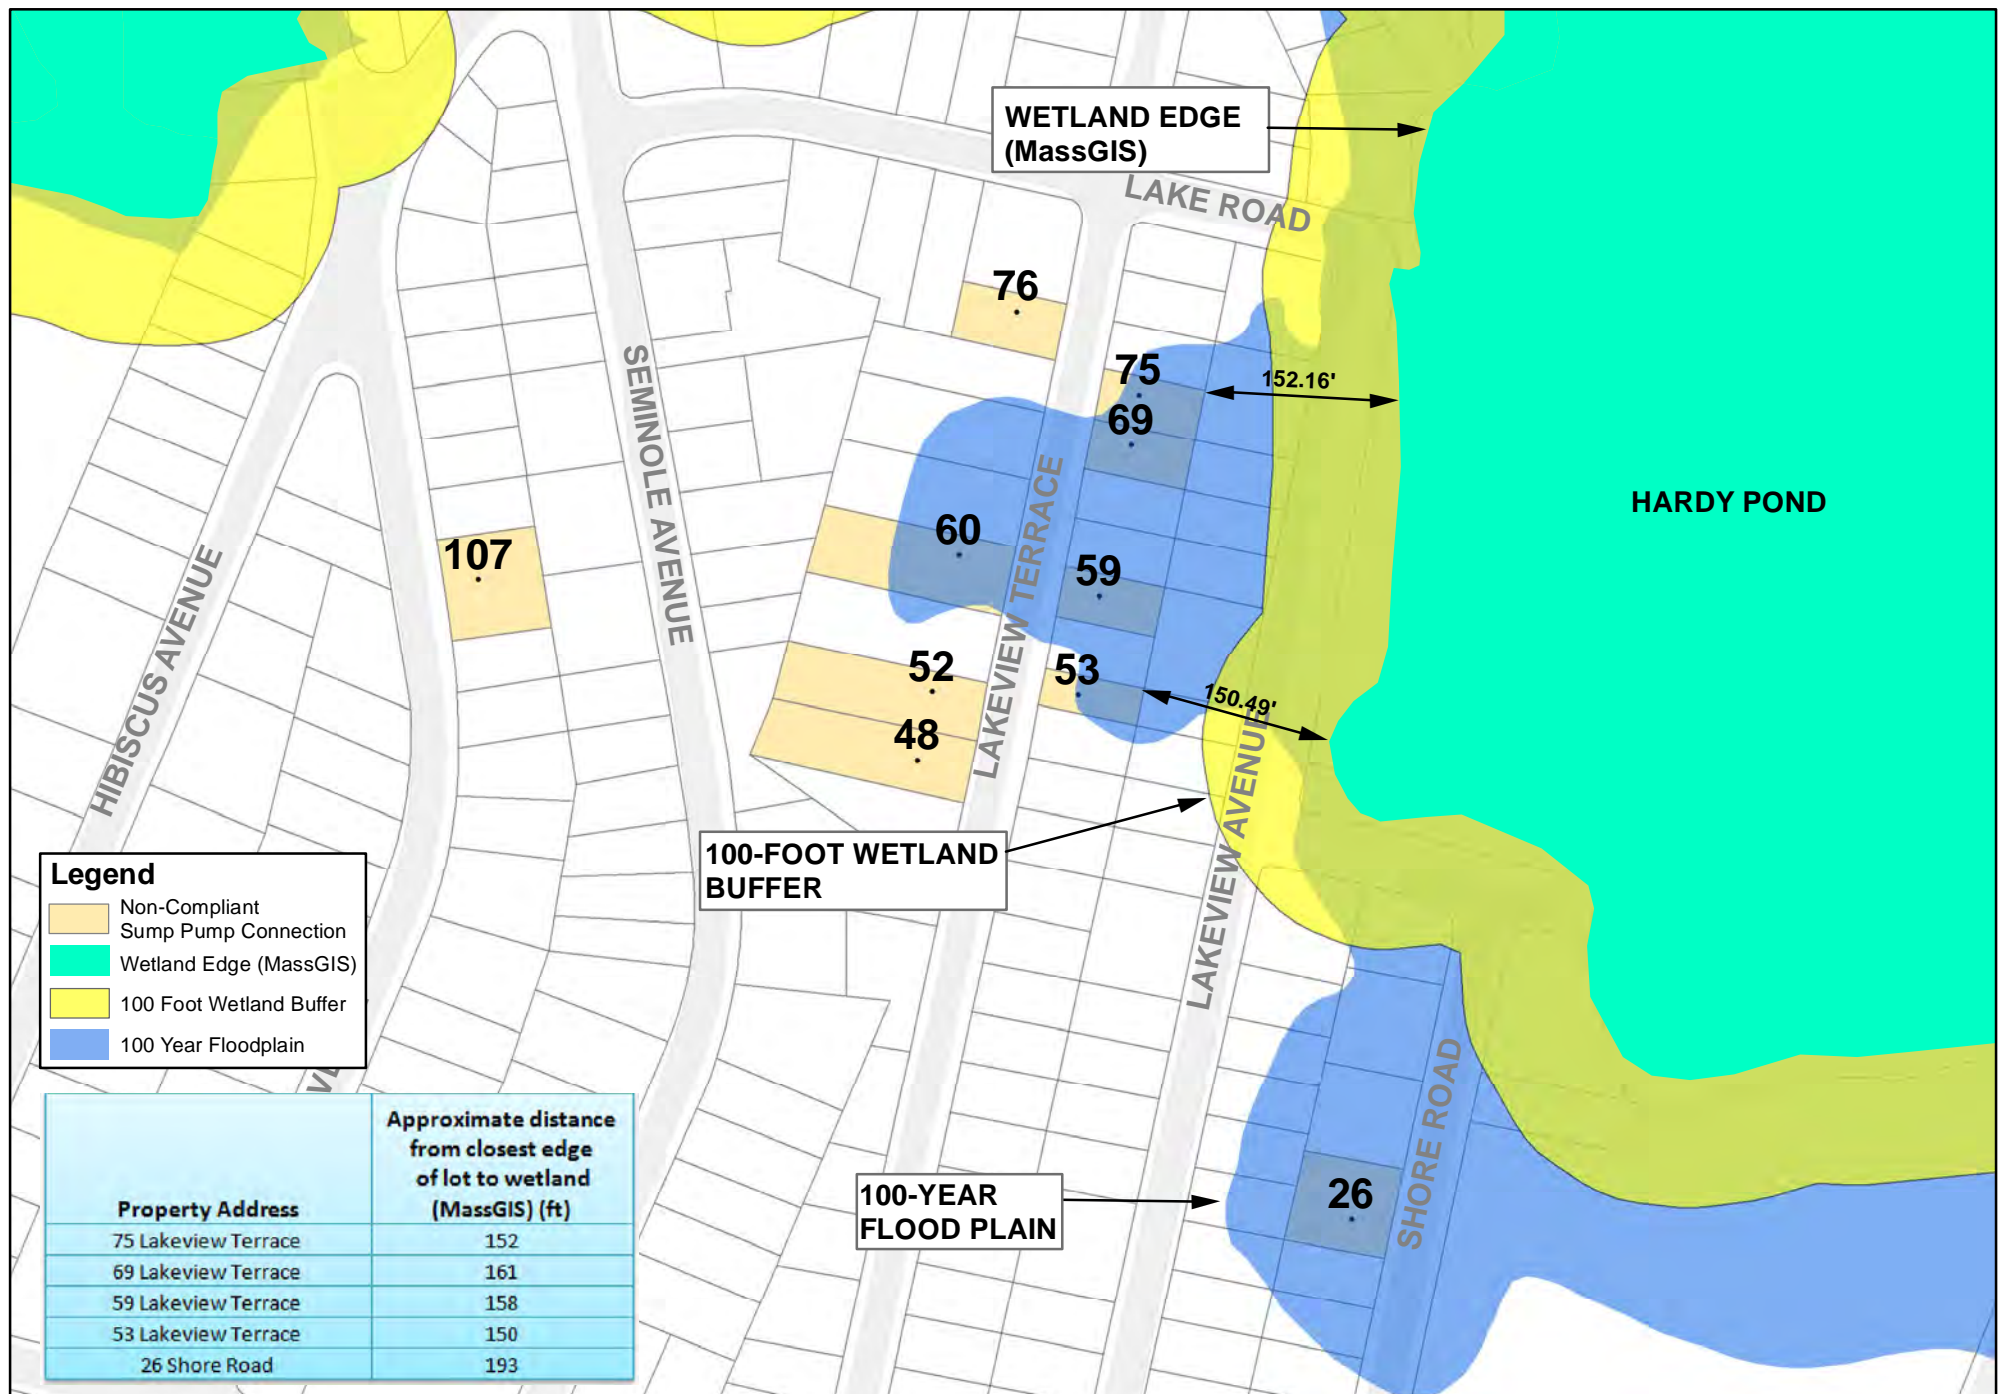 WETLAND EDGE
(MassGIS)
LAKE ROAD
76
75
152.16'
69
SEMINOLE AVENUE
HARDY POND
60
107
59
LAKEVIEW TERRACE
HIBISCUS AVENUE
52
53
150.49'
48
LAKEVIEW AVENUE
100-FOOT WETLAND
BUFFER
Legend
Non-Compliant
Sump Pump Connection
Wetland Edge (MassGIS)
100 Foot Wetland Buffer
100 Year Floodplain
SHORE ROAD
100-YEAR
FLOOD PLAIN
26
Property Address
Approximate distance
from closest edge
of lot to wetland
(MassGIS) (ft)
75 Lakeview Terrace 152
69 Lakeview Terrace 161
59 Lakeview Terrace 158
53 Lakeview Terrace 150
26 Shore Road 193